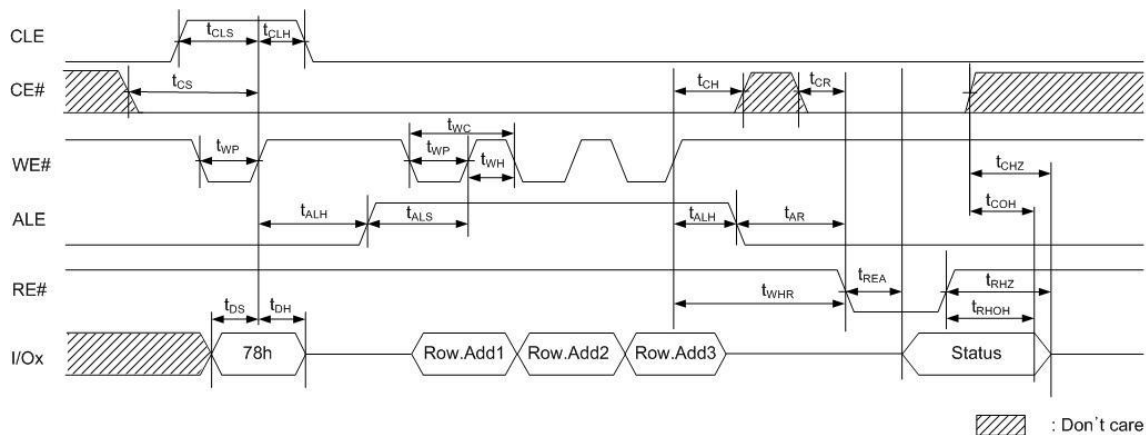 CLE
tCLS
tCLH
CE#
tCS
tCH
tCR
WE#
tWP
tWC
tWP
tWH
tCHZ
tCOH
ALE
tALH
tALS
tALH
tAR
RE#
tREA
tWHR
tRHZ
tRHOH
tDS
tDH
I/Ox
78h
Row.Add1
Row.Add2
Row.Add3
Status
: Don't care